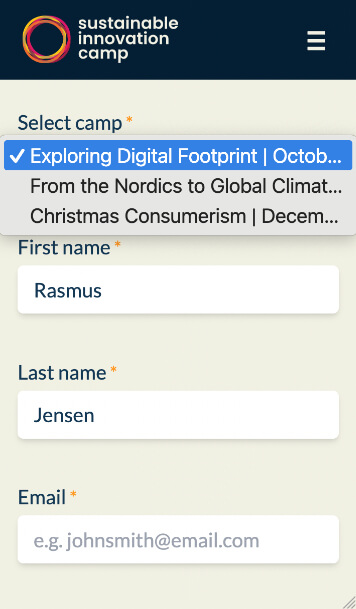 sustainable
innovation
camp
Select camp *
✓ Exploring Digital Footprint | Octob...
From the Nordics to Global Climat...
Christmas Consumerism | Decem...
First name *
Rasmus
Last name *
Jensen
Email *
e.g. johnsmith@email.com